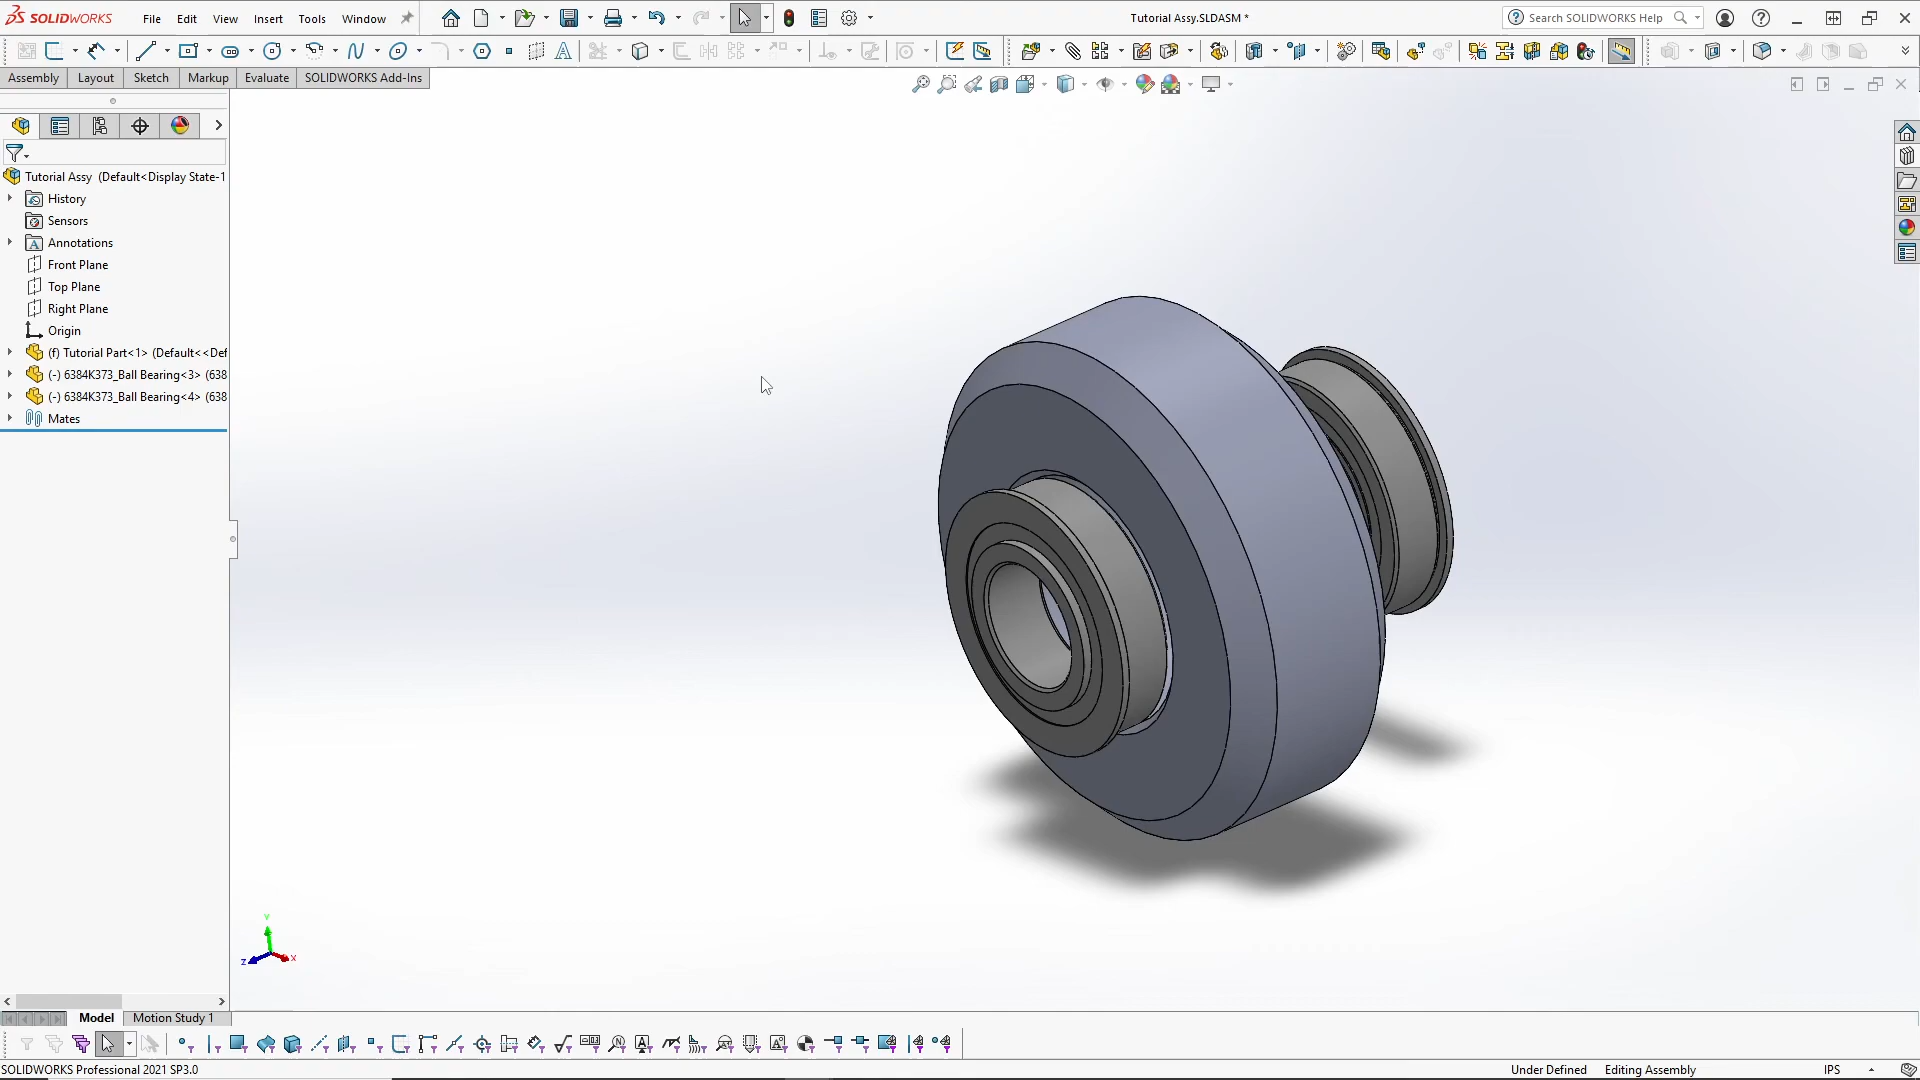 SOLIDWORKS File Edit View Insert Tools Window Tutorial Assy.SLDASM * Search SOLIDWORKS Help
Assembly Layout Sketch Markup Evaluate SOLIDWORKS Add-Ins
Tutorial Assy (Default<Display State-1
History
Sensors
Annotations
Front Plane
Top Plane
Right Plane
Origin
(f) Tutorial Part<1> (Default<<Def
(-) 6384K373_Ball Bearing<3> (638
(-) 6384K373_Ball Bearing<4> (638
Mates
Y
Z X
Model Motion Study 1
SOLIDWORKS Professional 2021 SP3.0 Under Defined Editing Assembly IPS